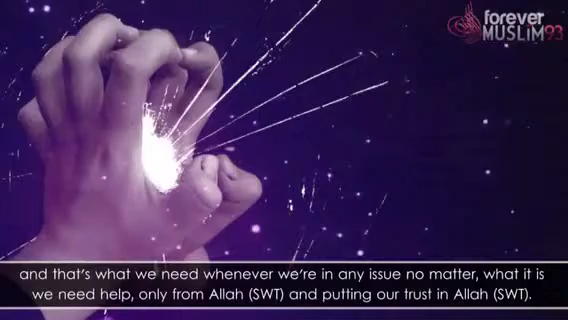 forever
MUSLiM93
and that's what we need whenever we're in any issue no matter, what it is
we need help, only from Allah (SWT) and putting our trust in Allah (SWT).